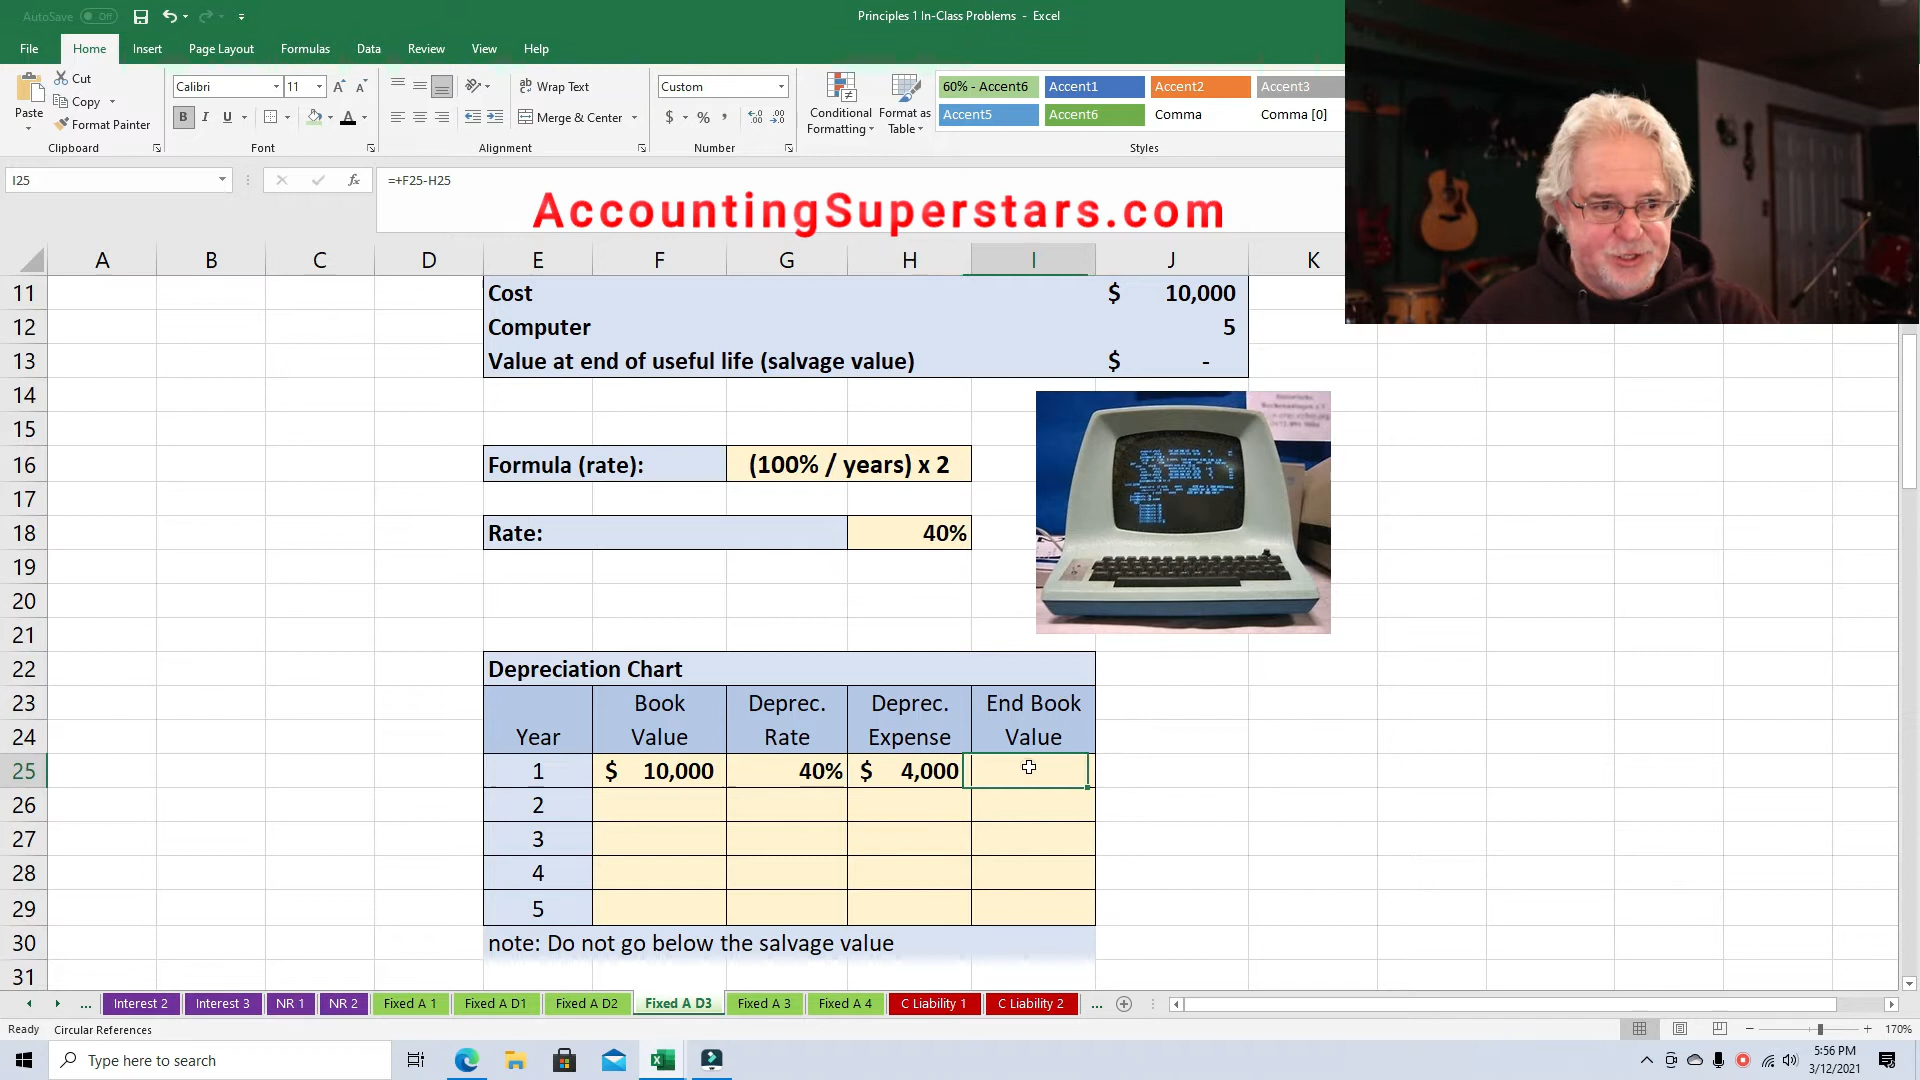 AutoSave Off
Principles 1 In-Class Problems - Excel
File Home Insert Page Layout Formulas Data Review View Help
Paste
Cut
Copy
Format Painter
Clipboard
Calibri 11
B I U
Font
Wrap Text
Merge & Center
Alignment
Custom
$ % ,
Number
Conditional Formatting
Format as Table
60% - Accent6 Accent1 Accent2 Accent3
Accent5 Accent6 Comma Comma [0]
Styles
I25
fx
=+F25-H25
AccountingSuperstars.com
A B C D E F G H I J K
11 Cost $ 10,000
12 Computer 5
13 Value at end of useful life (salvage value) $ -
14
15
16 Formula (rate): (100% / years) x 2
17
18 Rate: 40%
19
20
21
22 Depreciation Chart
23 Book Deprec. Deprec. End Book
24 Year Value Rate Expense Value
25 1 $ 10,000 40% $ 4,000
26 2
27 3
28 4
29 5
30 note: Do not go below the salvage value
31
... Interest 2 Interest 3 NR 1 NR 2 Fixed A 1 Fixed A D1 Fixed A D2 Fixed A D3 Fixed A 3 Fixed A 4 C Liability 1 C Liability 2 ...
Ready Circular References
170%
Type here to search
5:56 PM
3/12/2021